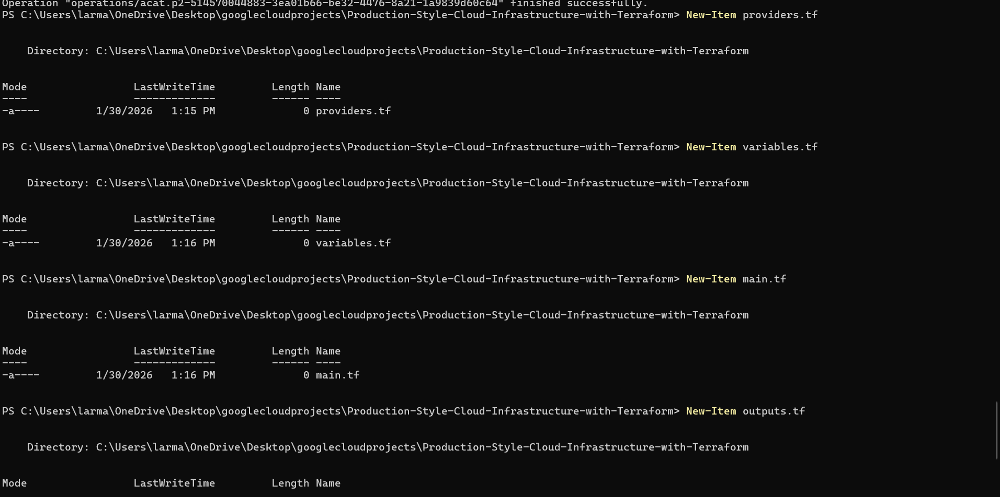 Operation "operations/acat.p2-514570044883-3ea01b66-be32-4476-8a21-1a9839d60c64" finished successfully.
PS C:\Users\larma\OneDrive\Desktop\googlecloudprojects\Production-Style-Cloud-Infrastructure-with-Terraform> New-Item providers.tf
Directory: C:\Users\larma\OneDrive\Desktop\googlecloudprojects\Production-Style-Cloud-Infrastructure-with-Terraform
Mode LastWriteTime Length Name
---- ------------- ------ ----
-a---- 1/30/2026 1:15 PM 0 providers.tf
PS C:\Users\larma\OneDrive\Desktop\googlecloudprojects\Production-Style-Cloud-Infrastructure-with-Terraform> New-Item variables.tf
Directory: C:\Users\larma\OneDrive\Desktop\googlecloudprojects\Production-Style-Cloud-Infrastructure-with-Terraform
Mode LastWriteTime Length Name
---- ------------- ------ ----
-a---- 1/30/2026 1:16 PM 0 variables.tf
PS C:\Users\larma\OneDrive\Desktop\googlecloudprojects\Production-Style-Cloud-Infrastructure-with-Terraform> New-Item main.tf
Directory: C:\Users\larma\OneDrive\Desktop\googlecloudprojects\Production-Style-Cloud-Infrastructure-with-Terraform
Mode LastWriteTime Length Name
---- ------------- ------ ----
-a---- 1/30/2026 1:16 PM 0 main.tf
PS C:\Users\larma\OneDrive\Desktop\googlecloudprojects\Production-Style-Cloud-Infrastructure-with-Terraform> New-Item outputs.tf
Directory: C:\Users\larma\OneDrive\Desktop\googlecloudprojects\Production-Style-Cloud-Infrastructure-with-Terraform
Mode LastWriteTime Length Name